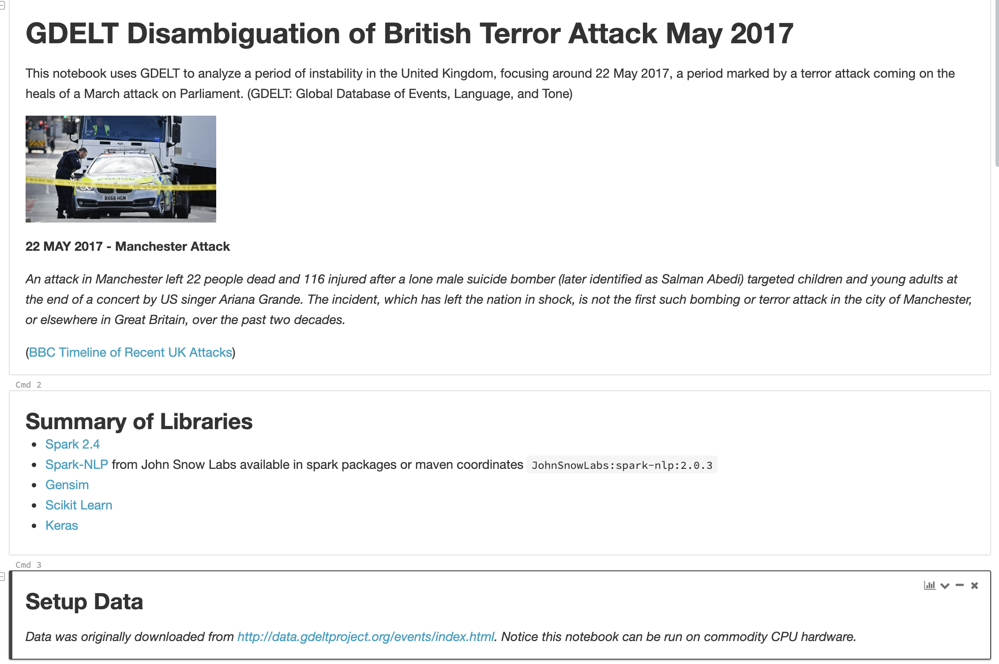 GDELT Disambiguation of British Terror Attack May 2017
This notebook uses GDELT to analyze a period of instability in the United Kingdom, focusing around 22 May 2017, a period marked by a terror attack coming on the
heals of a March attack on Parliament. (GDELT: Global Database of Events, Language, and Tone)
POLICE
BX66 HGM
22 MAY 2017 - Manchester Attack
An attack in Manchester left 22 people dead and 116 injured after a lone male suicide bomber (later identified as Salman Abedi) targeted children and young adults at
the end of a concert by US singer Ariana Grande. The incident, which has left the nation in shock, is not the first such bombing or terror attack in the city of Manchester,
or elsewhere in Great Britain, over the past two decades.
(BBC Timeline of Recent UK Attacks)
Cmd 2
Summary of Libraries
• Spark 2.4
• Spark-NLP from John Snow Labs available in spark packages or maven coordinates JohnSnowLabs:spark-nlp:2.0.3
• Gensim
• Scikit Learn
• Keras
Cmd 3
Setup Data
Data was originally downloaded from http://data.gdeltproject.org/events/index.html. Notice this notebook can be run on commodity CPU hardware.